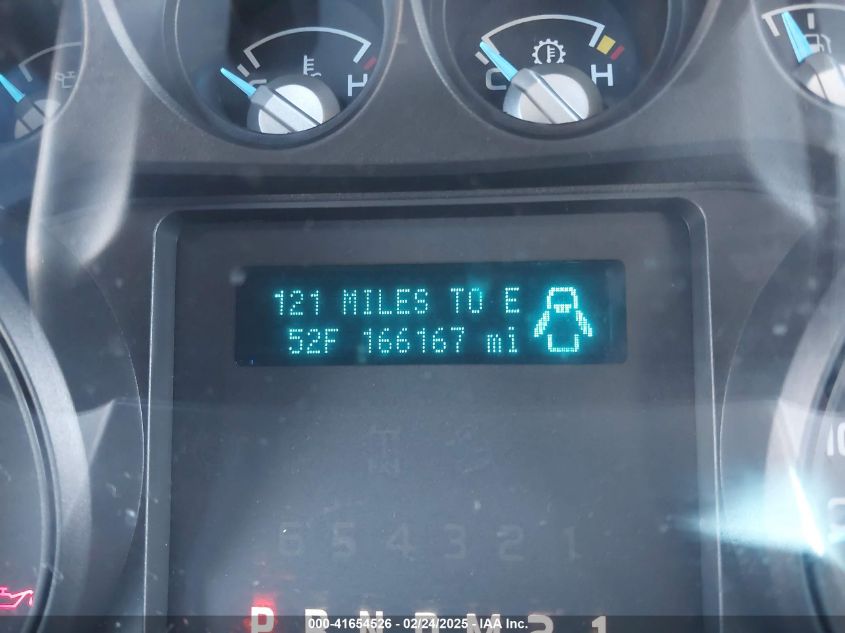 C H
C H
121 MILES TO E
52F 166167 mi
6 5 4 3 2 1
P R N D M 2 1
000-41654526 - 02/24/2025 - IAA Inc.